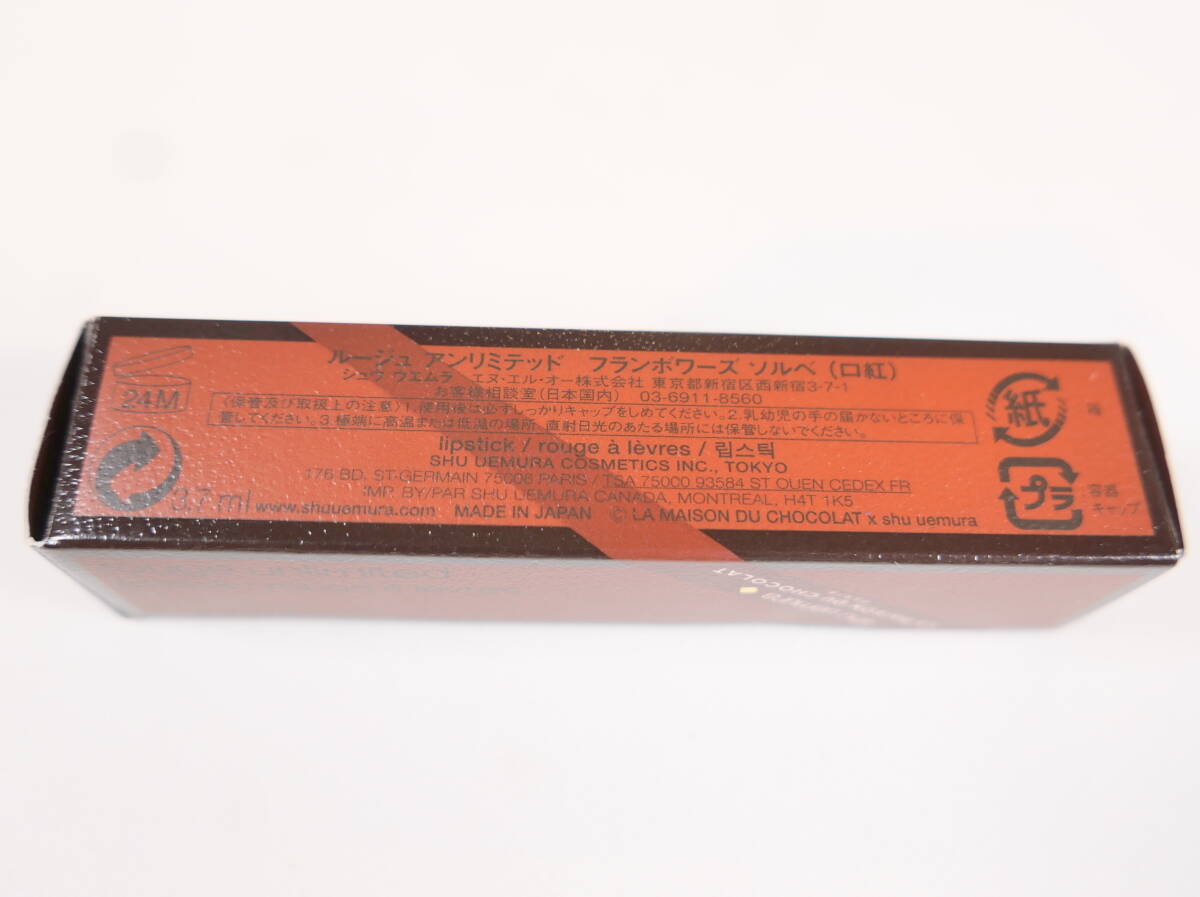 ルージュ アンリミテッド フランボワーズ ソルベ (口紅)
シュウ ウエムラ エヌ・エル・オー株式会社 東京都新宿区西新宿3-7-1
お客様相談室(日本国内) 03-6911-8560
〈保管及び取扱上の注意〉1.使用後は必ずしっかりキャップをしめてください。2.乳幼児の手の届かないところに保
管してください。3.極端に高温または低温の場所、直射日光のあたる場所には保管しないでください。
lipstick / rouge à lèvres / 립스틱
SHU UEMURA COSMETICS INC., TOKYO
176 BD. ST-GERMAIN 75006 PARIS / TSA 75000 93584 ST OUEN CEDEX FR
IMP. BY/PAR SHU UEMURA CANADA, MONTREAL, H4T 1K5
www.shuuemura.com MADE IN JAPAN © LA MAISON DU CHOCOLAT x shu uemura
24M
3.7 ml
紙
箱
プラ
容器
キャップ
shu uemura
LA MAISON DU CHOCOLAT